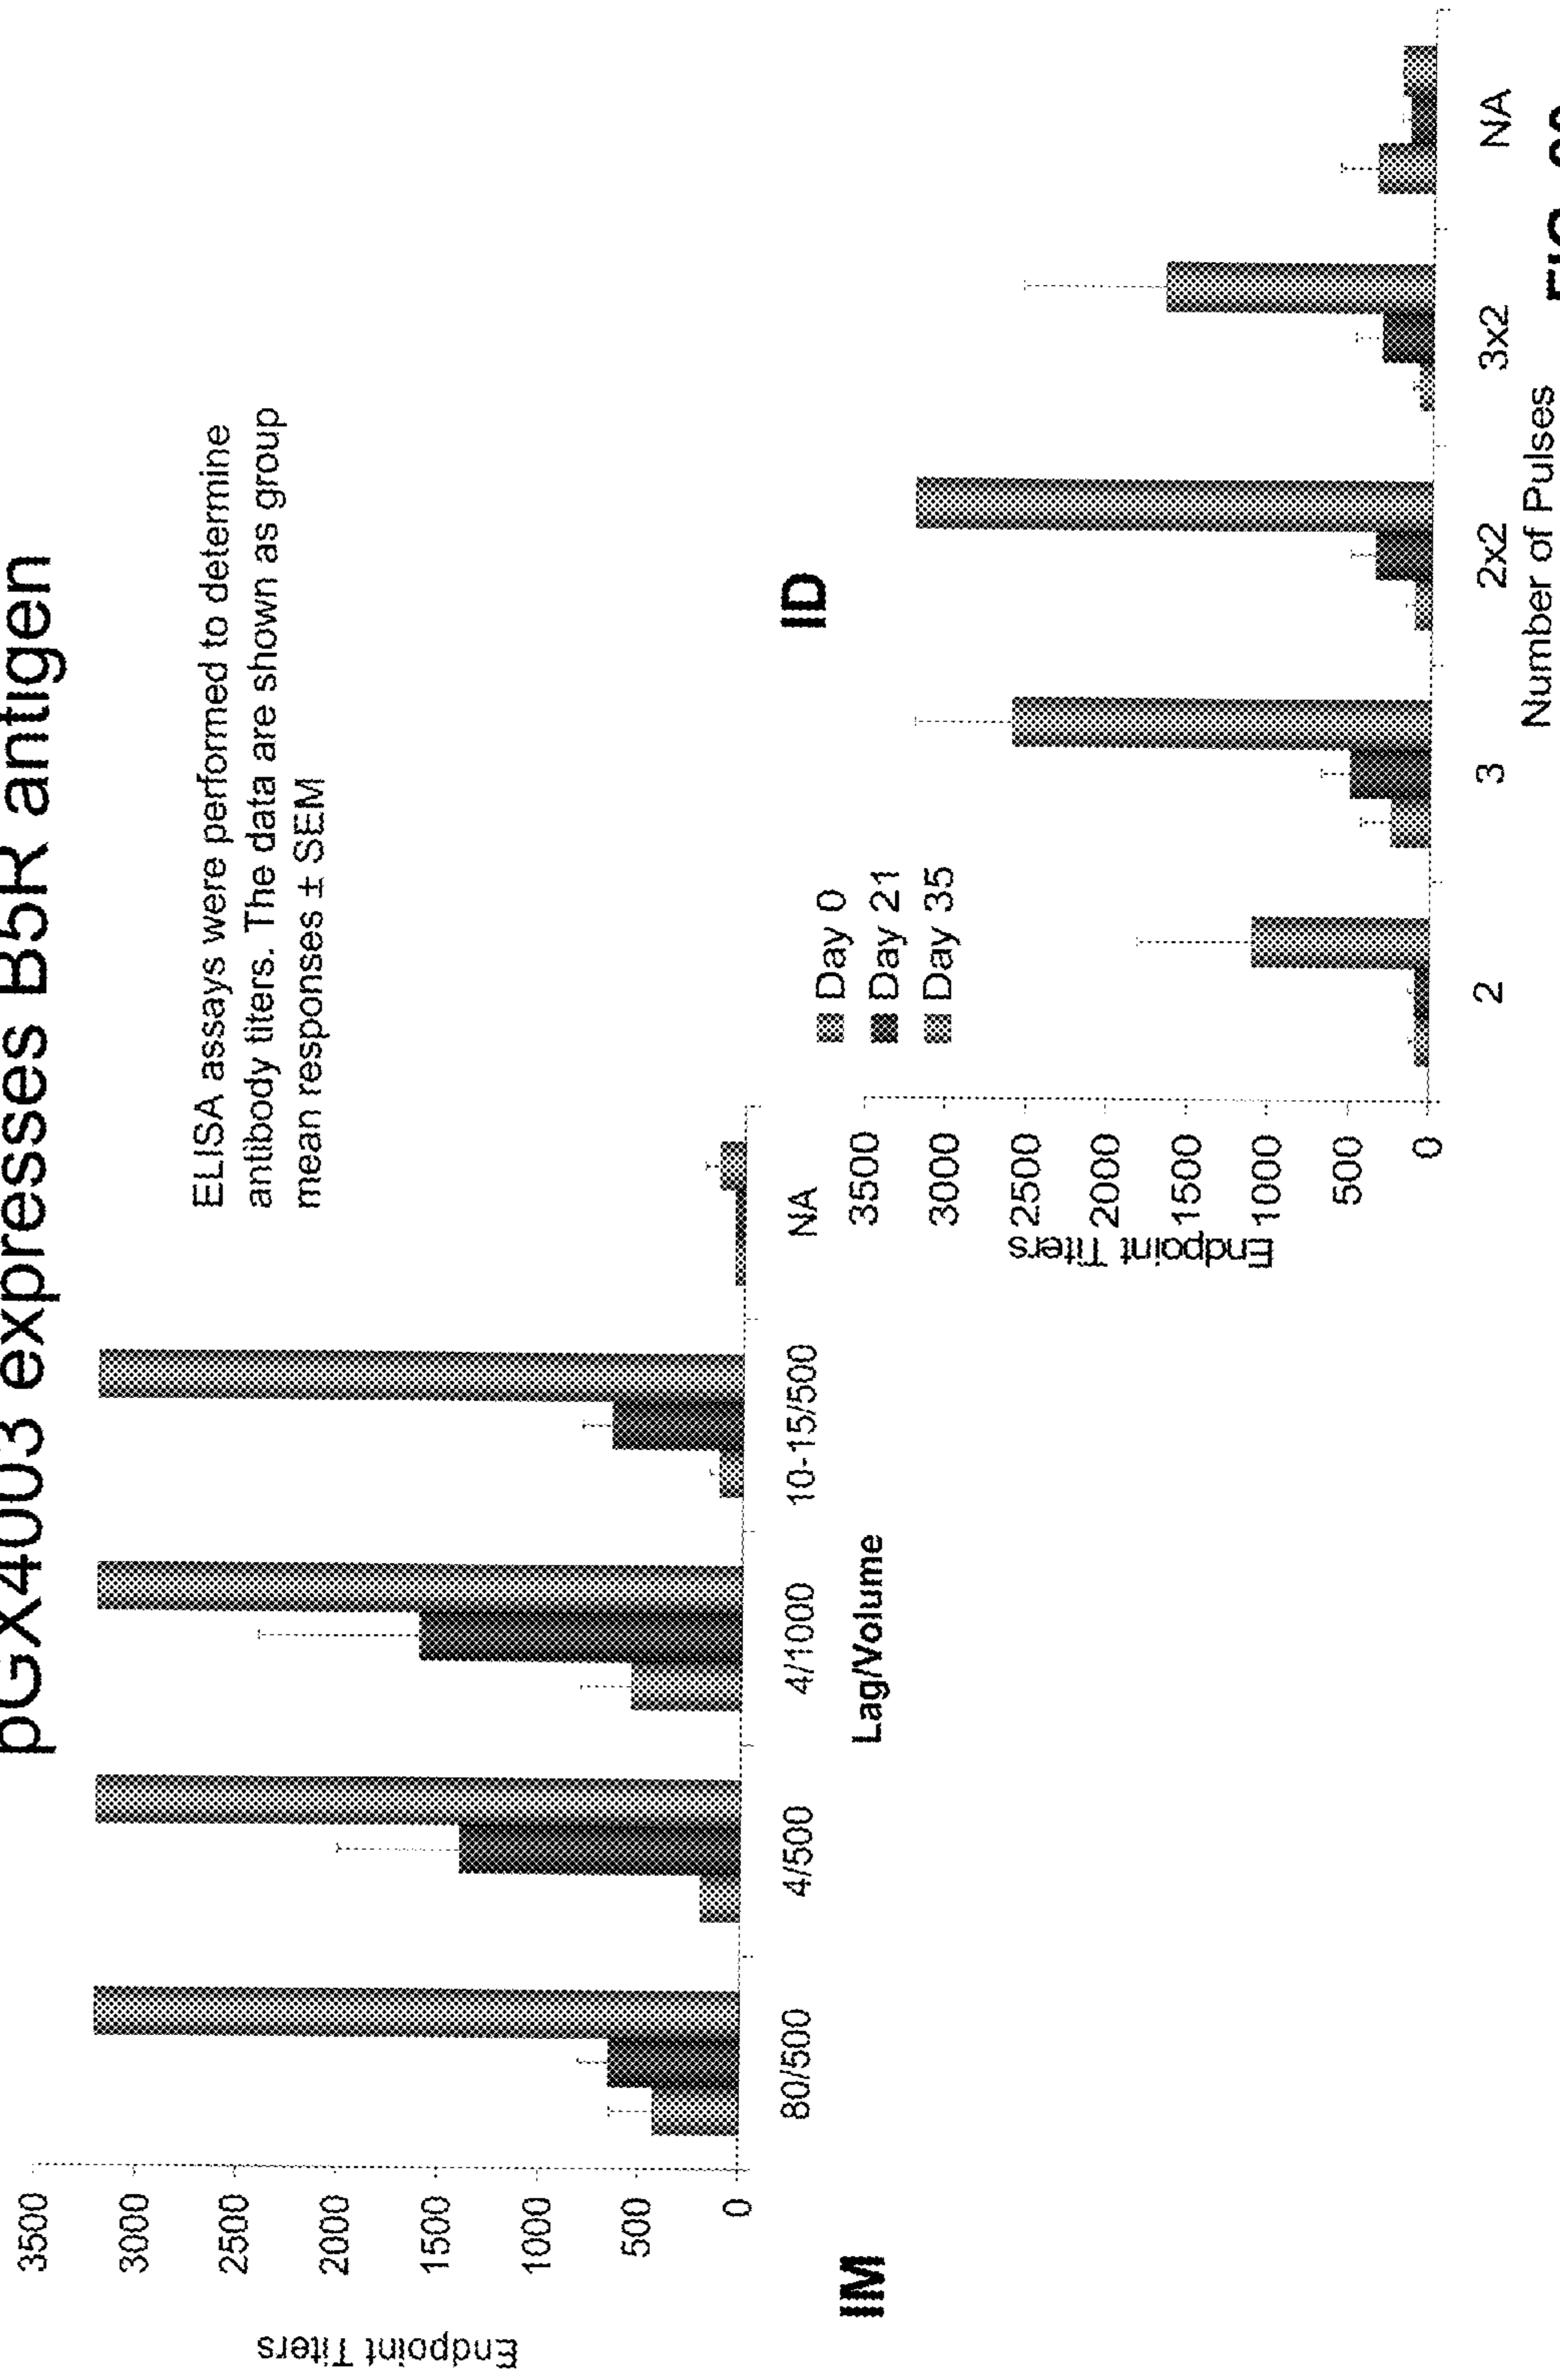 pGX4003 expresses B5R antigen
ELISA assays were performed to determine
antibody titers. The data are shown as group
mean responses ± SEM
Endpoint Titers
3500
3000
2500
2000
1500
1000
500
0
80/500
4/500
4/1000
10-15/500
NA
Lag/Volume
IM
ID
Day 0
Day 21
Day 35
Endpoint Titers
3500
3000
2500
2000
1500
1000
500
0
2
3
2x2
3x2
NA
Number of Pulses